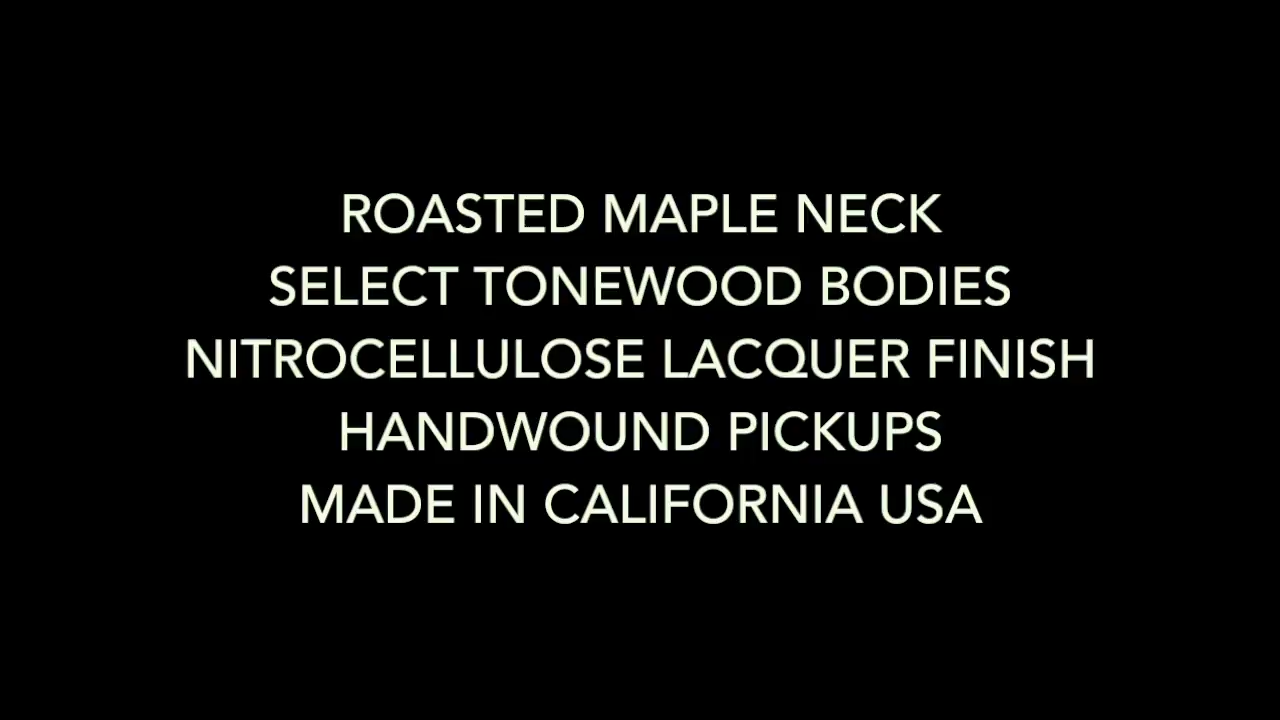 ROASTED MAPLE NECK
SELECT TONEWOOD BODIES
NITROCELLULOSE LACQUER FINISH
HANDWOUND PICKUPS
MADE IN CALIFORNIA USA